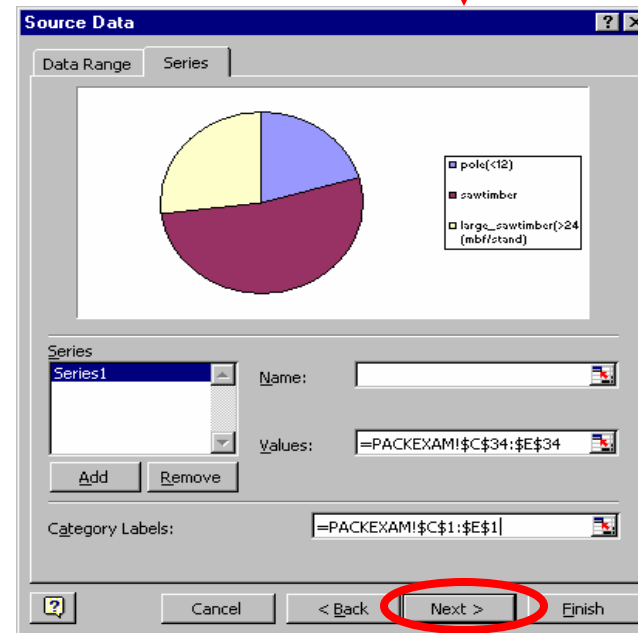 Source Data
Data Range Series
pole(<12)
sawtimber
large_sawtimber(>24
(mbf/stand)
Series
Series1
Name:
Values: =PACKEXAM!$C$34:$E$34
Add Remove
Category Labels: =PACKEXAM!$C$1:$E$1
Cancel < Back Next > Finish